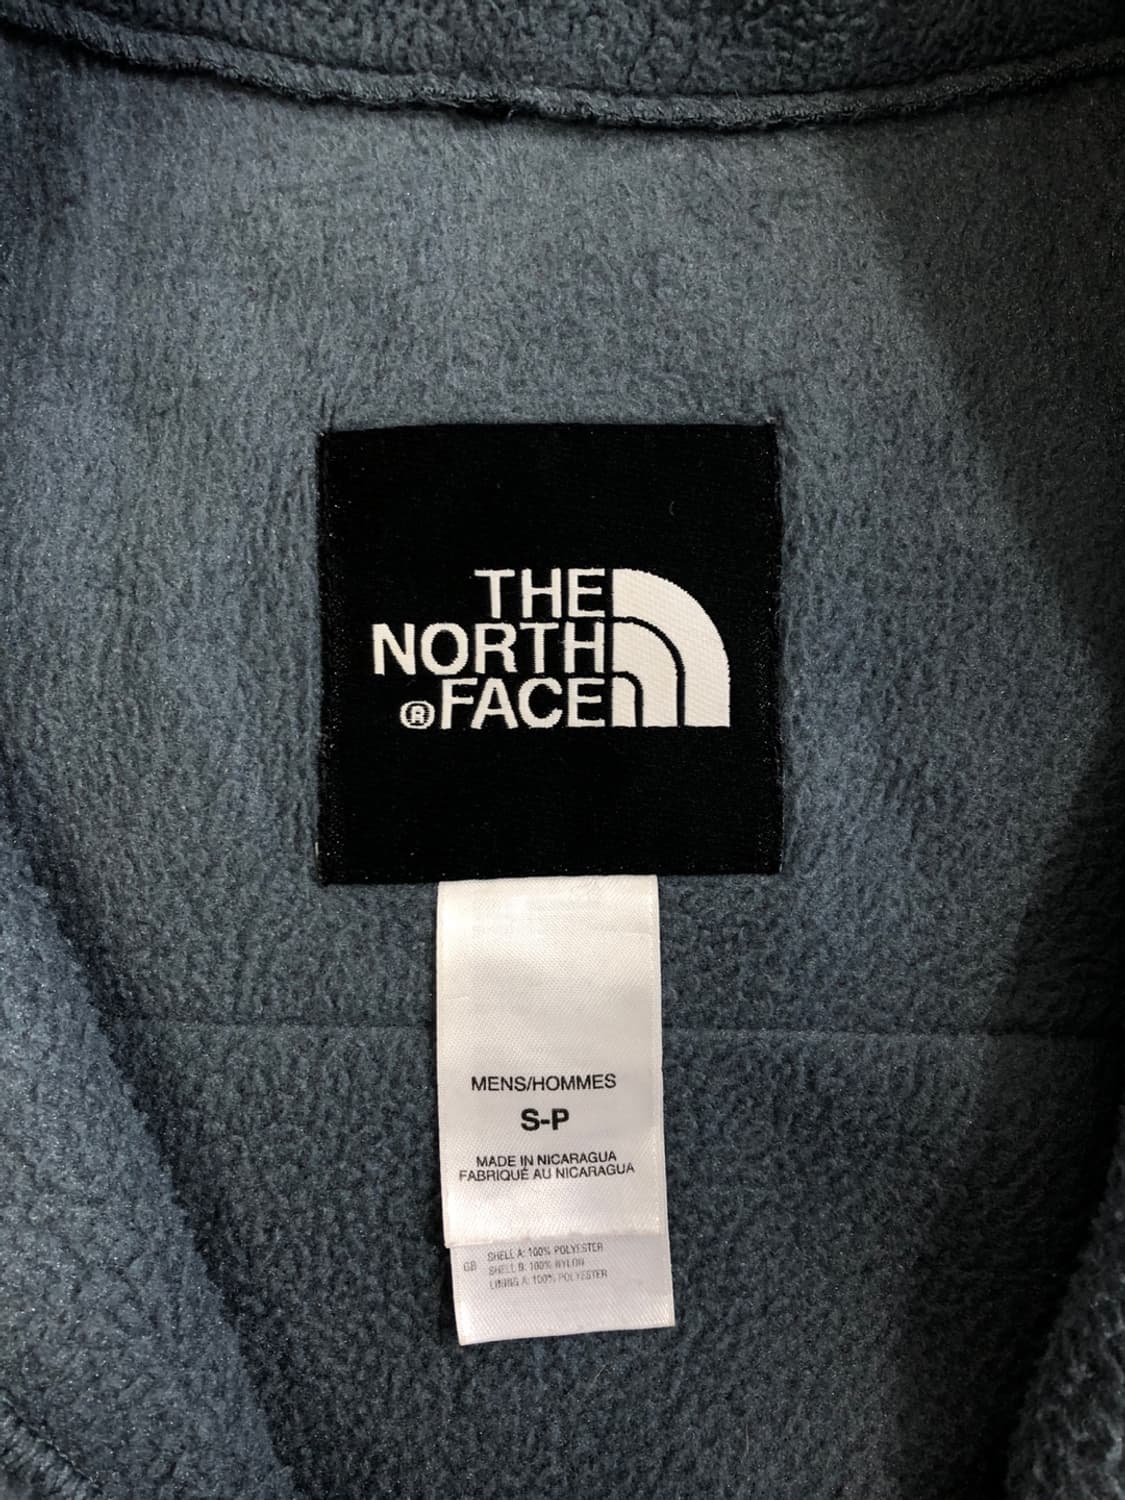 THE
NORTH
®FACE
MENS/HOMMES
S-P
MADE IN NICARAGUA
FABRIQUÉ AU NICARAGUA
SHELL A: 100% POLYESTER
GB SHELL B: 100% NYLON
LINING A: 100% POLYESTER